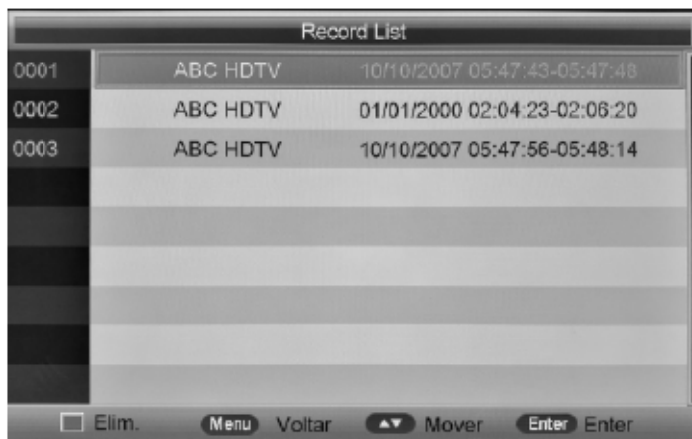 Record List
0001 ABC HDTV 10/10/2007 05:47:43-05:47:48
0002 ABC HDTV 01/01/2000 02:04:23-02:06:20
0003 ABC HDTV 10/10/2007 05:47:56-05:48:14
Elim. Menu Voltar ▲▼ Mover Enter Enter